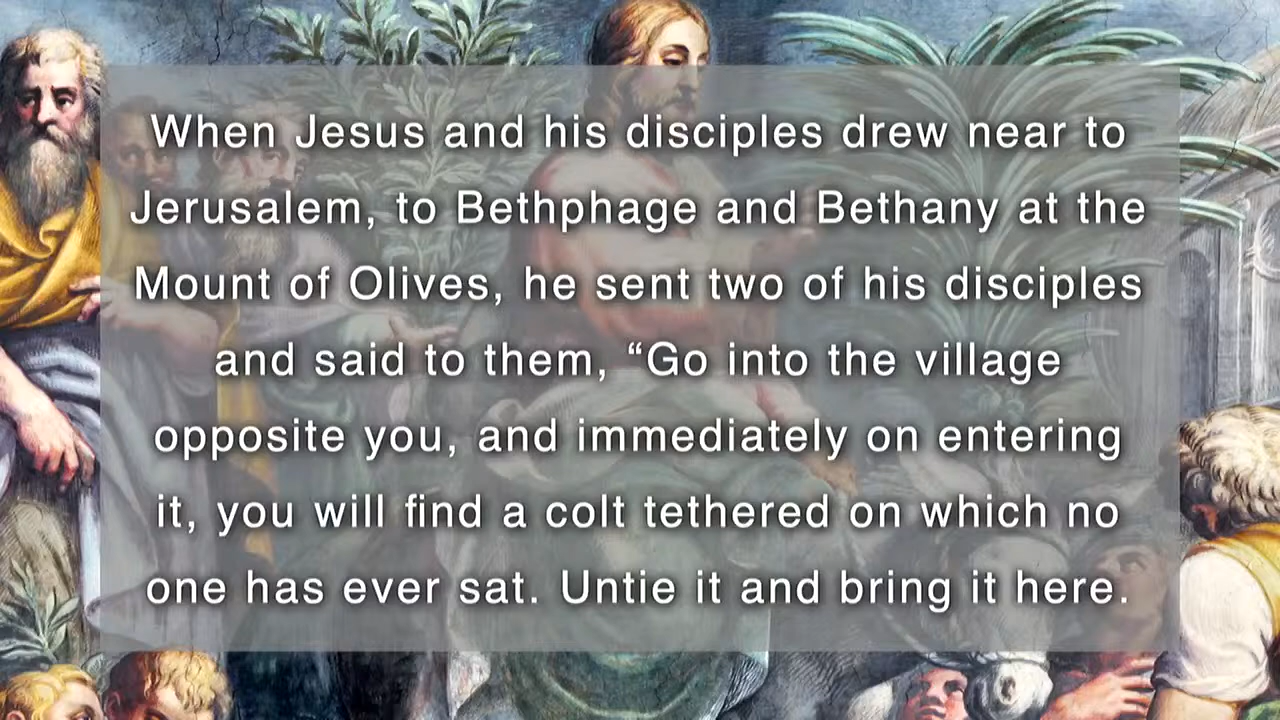 When Jesus and his disciples drew near to
Jerusalem, to Bethphage and Bethany at the
Mount of Olives, he sent two of his disciples
and said to them, “Go into the village
opposite you, and immediately on entering
it, you will find a colt tethered on which no
one has ever sat. Untie it and bring it here.